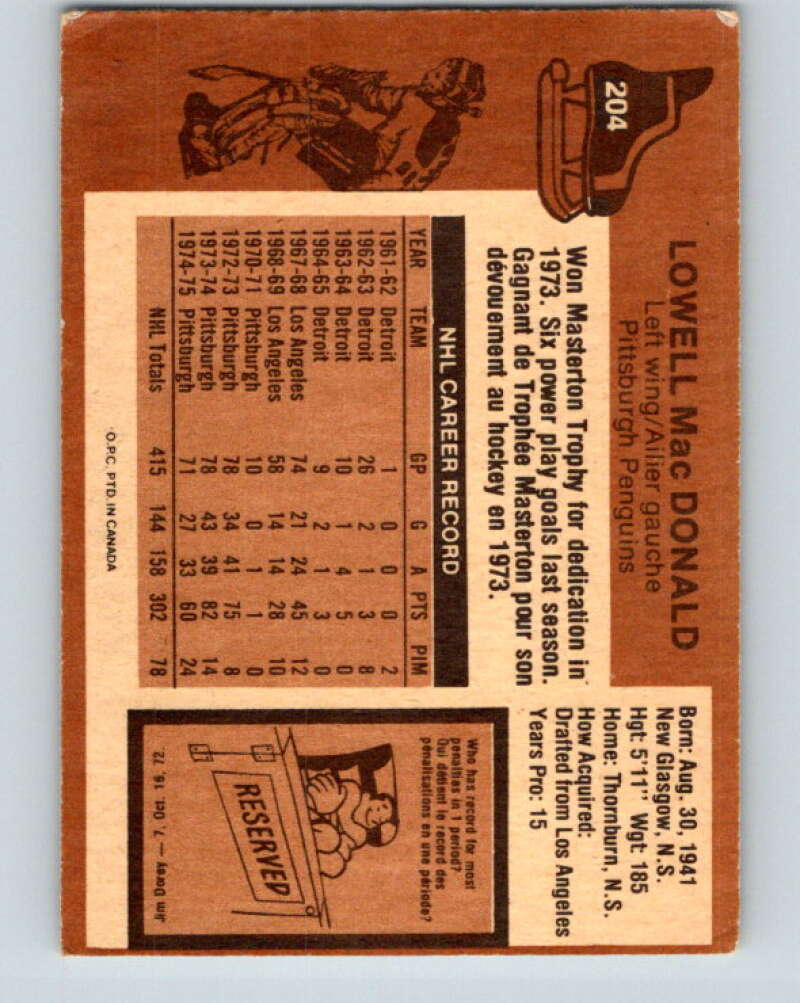 204
LOWELL Mac DONALD
Left wing/Ailier gauche
Pittsburgh Penguins
Won Masterton Trophy for dedication in
1973. Six power play goals last season.
Gagnant de Trophée Masterton pour son
dévouement au hockey en 1973.
NHL CAREER RECORD
YEAR TEAM GP G A PTS PIM
1961-62 Detroit 1 0 0 0 2
1962-63 Detroit 26 2 1 3 8
1963-64 Detroit 10 1 4 5 0
1964-65 Detroit 9 2 1 3 0
1967-68 Los Angeles 74 21 24 45 12
1968-69 Los Angeles 58 14 14 28 10
1970-71 Pittsburgh 10 0 1 1 0
1972-73 Pittsburgh 78 34 41 75 8
1973-74 Pittsburgh 78 43 39 82 14
1974-75 Pittsburgh 71 27 33 60 24
NHL Totals 415 144 158 302 78
O.P.C. PTD. IN CANADA
Born: Aug. 30, 1941
New Glasgow, N.S.
Hgt: 5'11" Wgt: 185
Home: Thornburn, N.S.
How Acquired:
Drafted from Los Angeles
Years Pro: 15
Who has record for most
penalties in 1 period?
Qui détient le record des
pénalisations en une période?
RESERVED
Jim Dorey — 7, Oct. 16, 72.